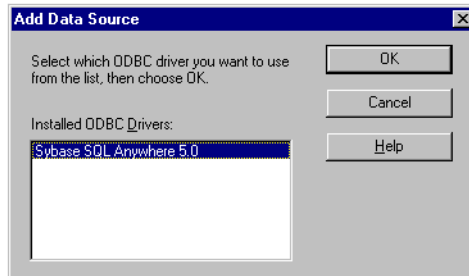 Add Data Source
Select which ODBC driver you want to use
from the list, then choose OK.
Installed ODBC Drivers:
Sybase SQL Anywhere 5.0
OK
Cancel
Help